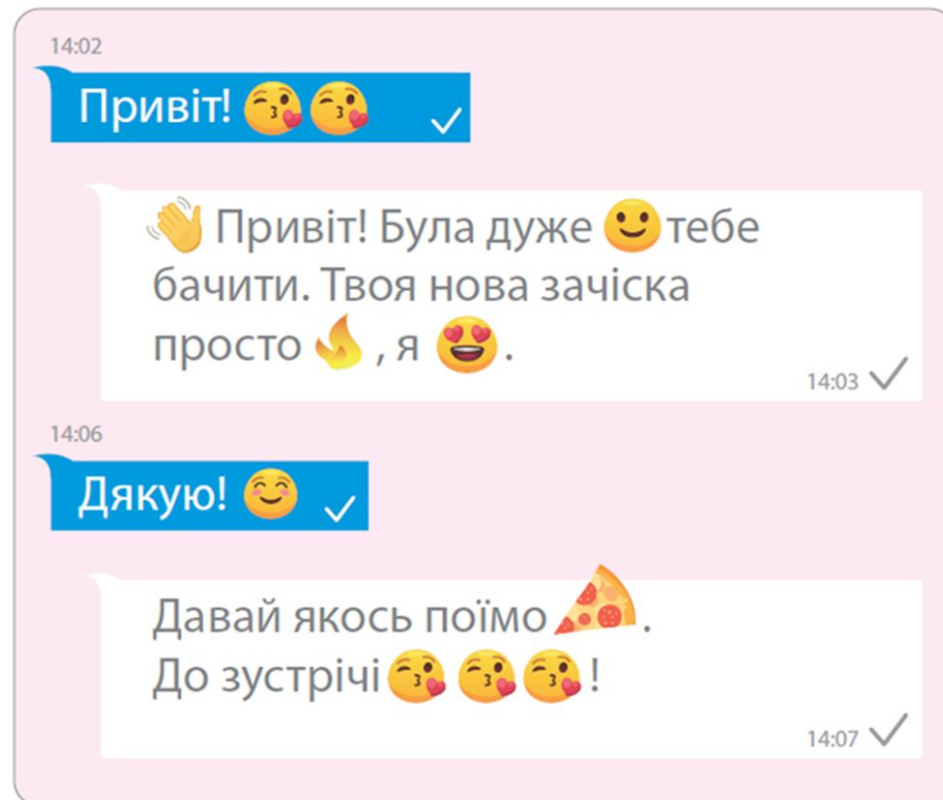 14:02
Привіт! 😘😘
👋 Привіт! Була дуже 🙂 тебе
бачити. Твоя нова зачіска
просто 🔥, я 😍.
14:03
14:06
Дякую! 😊
Давай якось поїмо 🍕.
До зустрічі 😘😘😘!
14:07